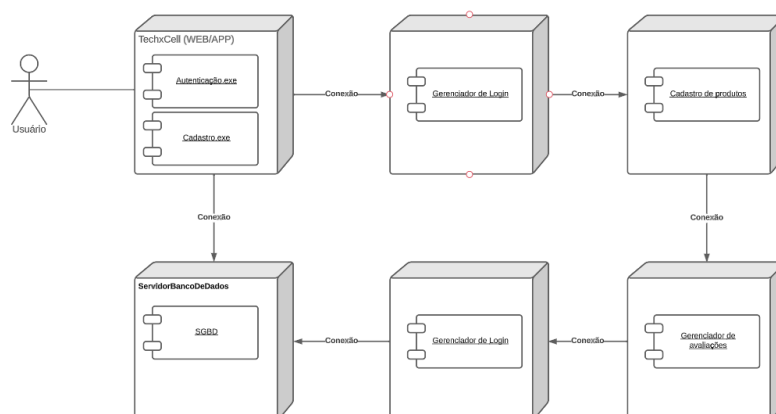 TechxCell (WEB/APP)
Autenticação.exe
Cadastro.exe
Usuário
Conexão
Gerenciador de Login
Conexão
Cadastro de produtos
Conexão
Conexão
ServidorBancoDeDados
SGBD
Conexão
Gerenciador de Login
Conexão
Gerenciador de
avaliações